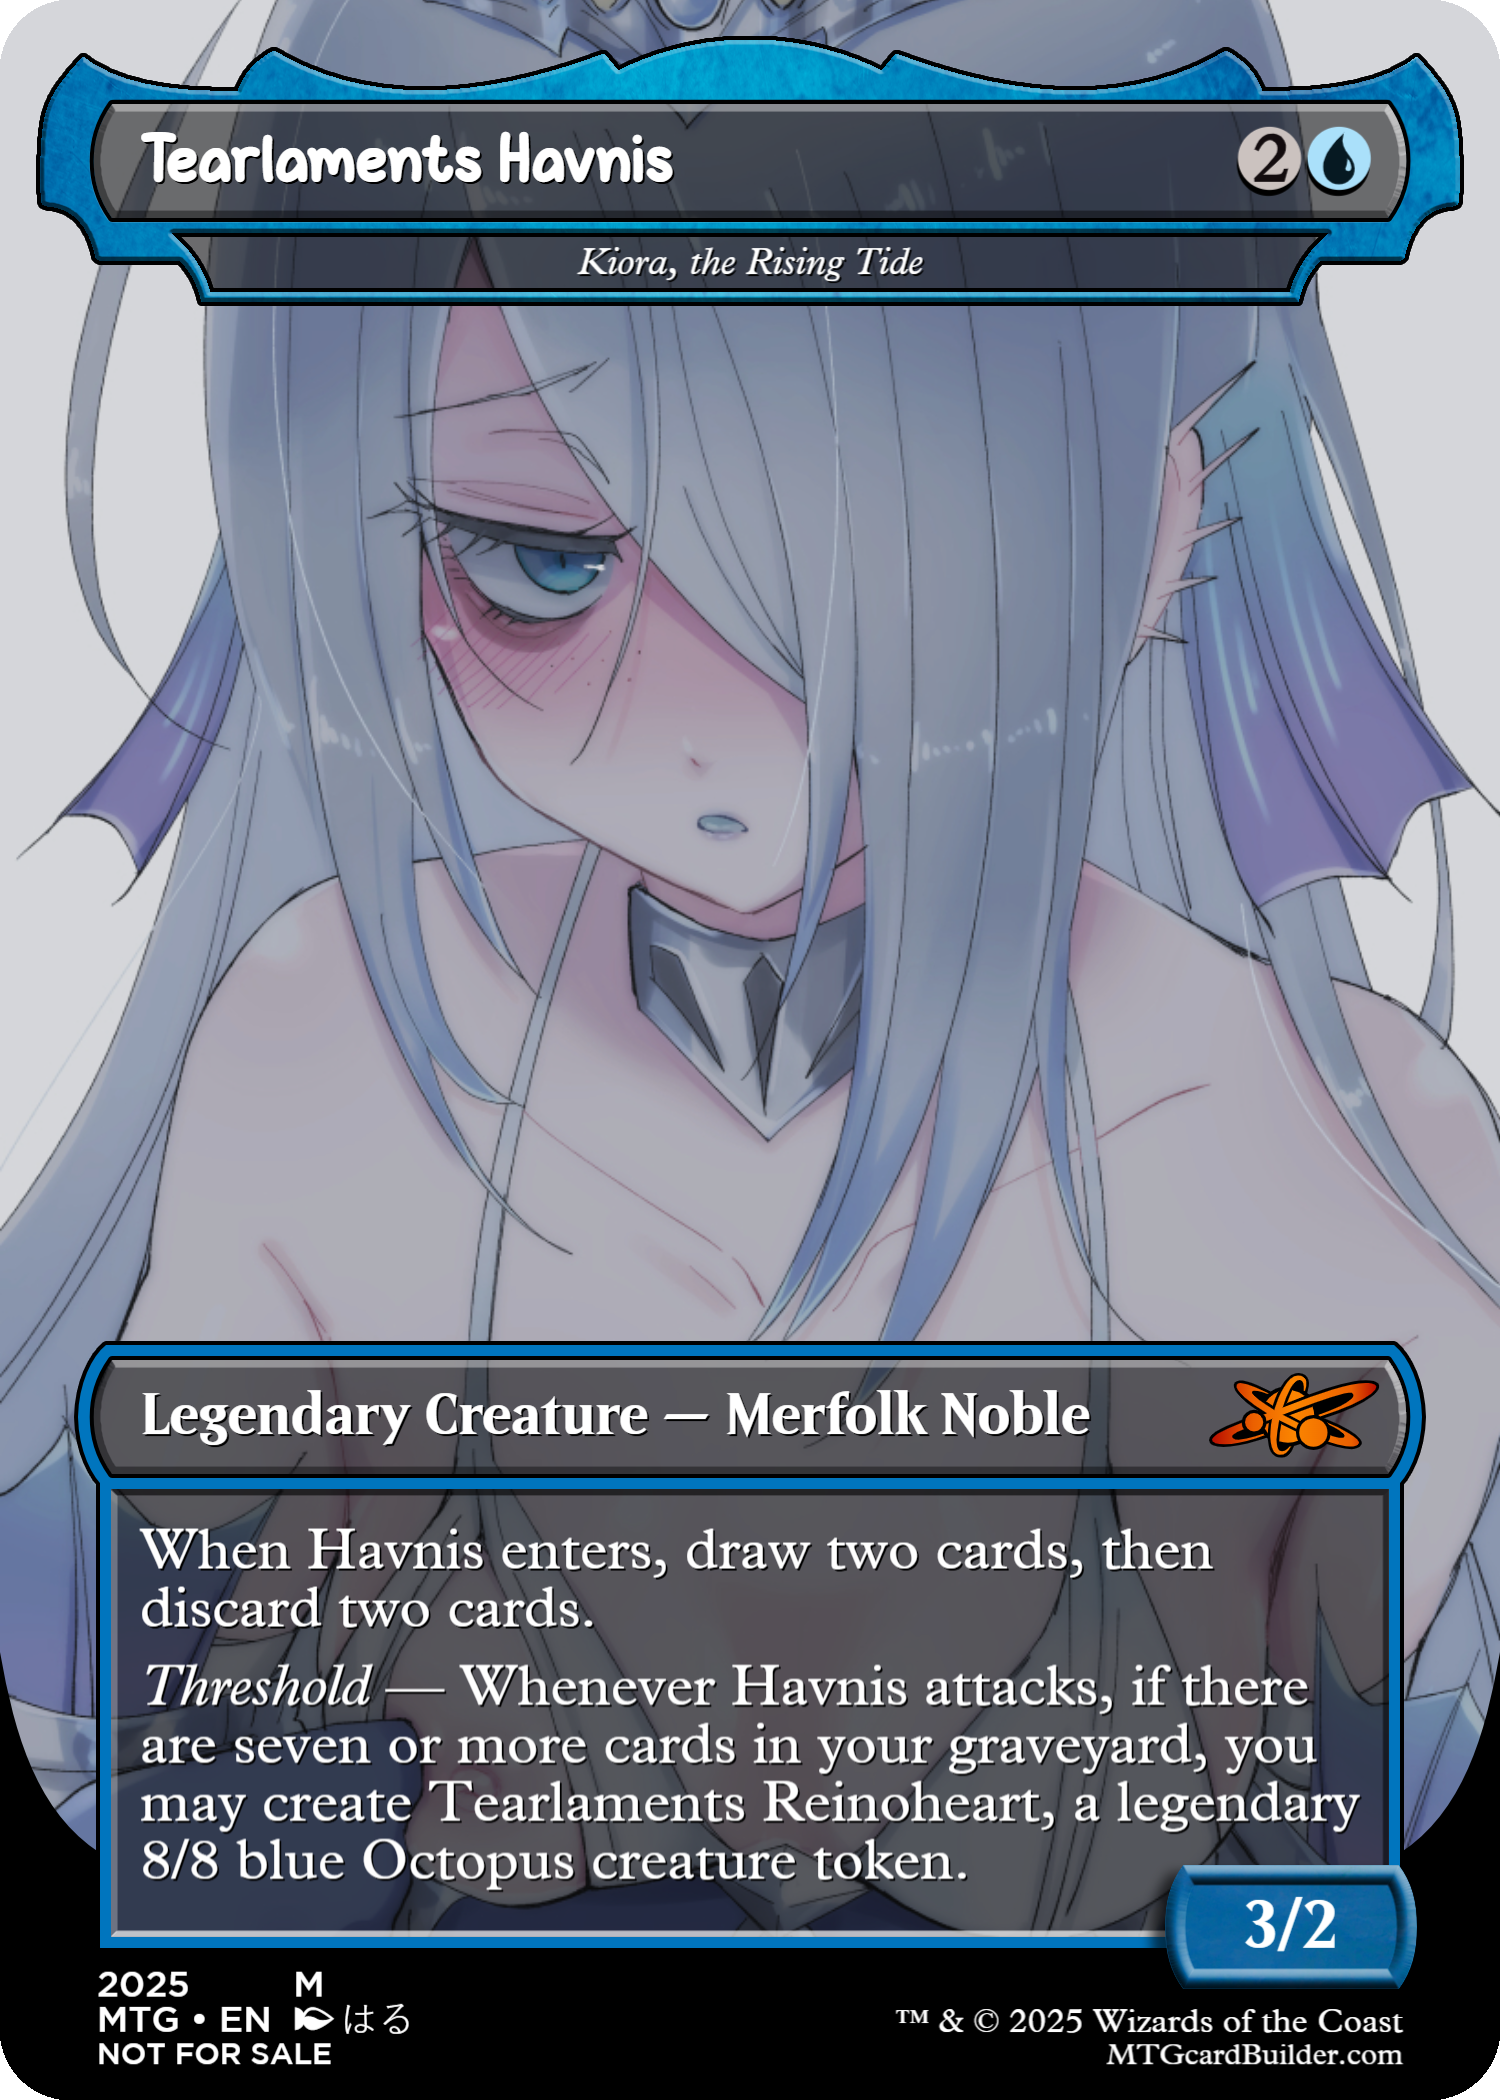 Tearlaments Havnis 2
Kiora, the Rising Tide
Legendary Creature — Merfolk Noble
When Havnis enters, draw two cards, then
discard two cards.
Threshold — Whenever Havnis attacks, if there
are seven or more cards in your graveyard, you
may create Tearlaments Reinoheart, a legendary
8/8 blue Octopus creature token.
3/2
2025 M
MTG • EN はる
NOT FOR SALE
™ & © 2025 Wizards of the Coast
MTGcardBuilder.com